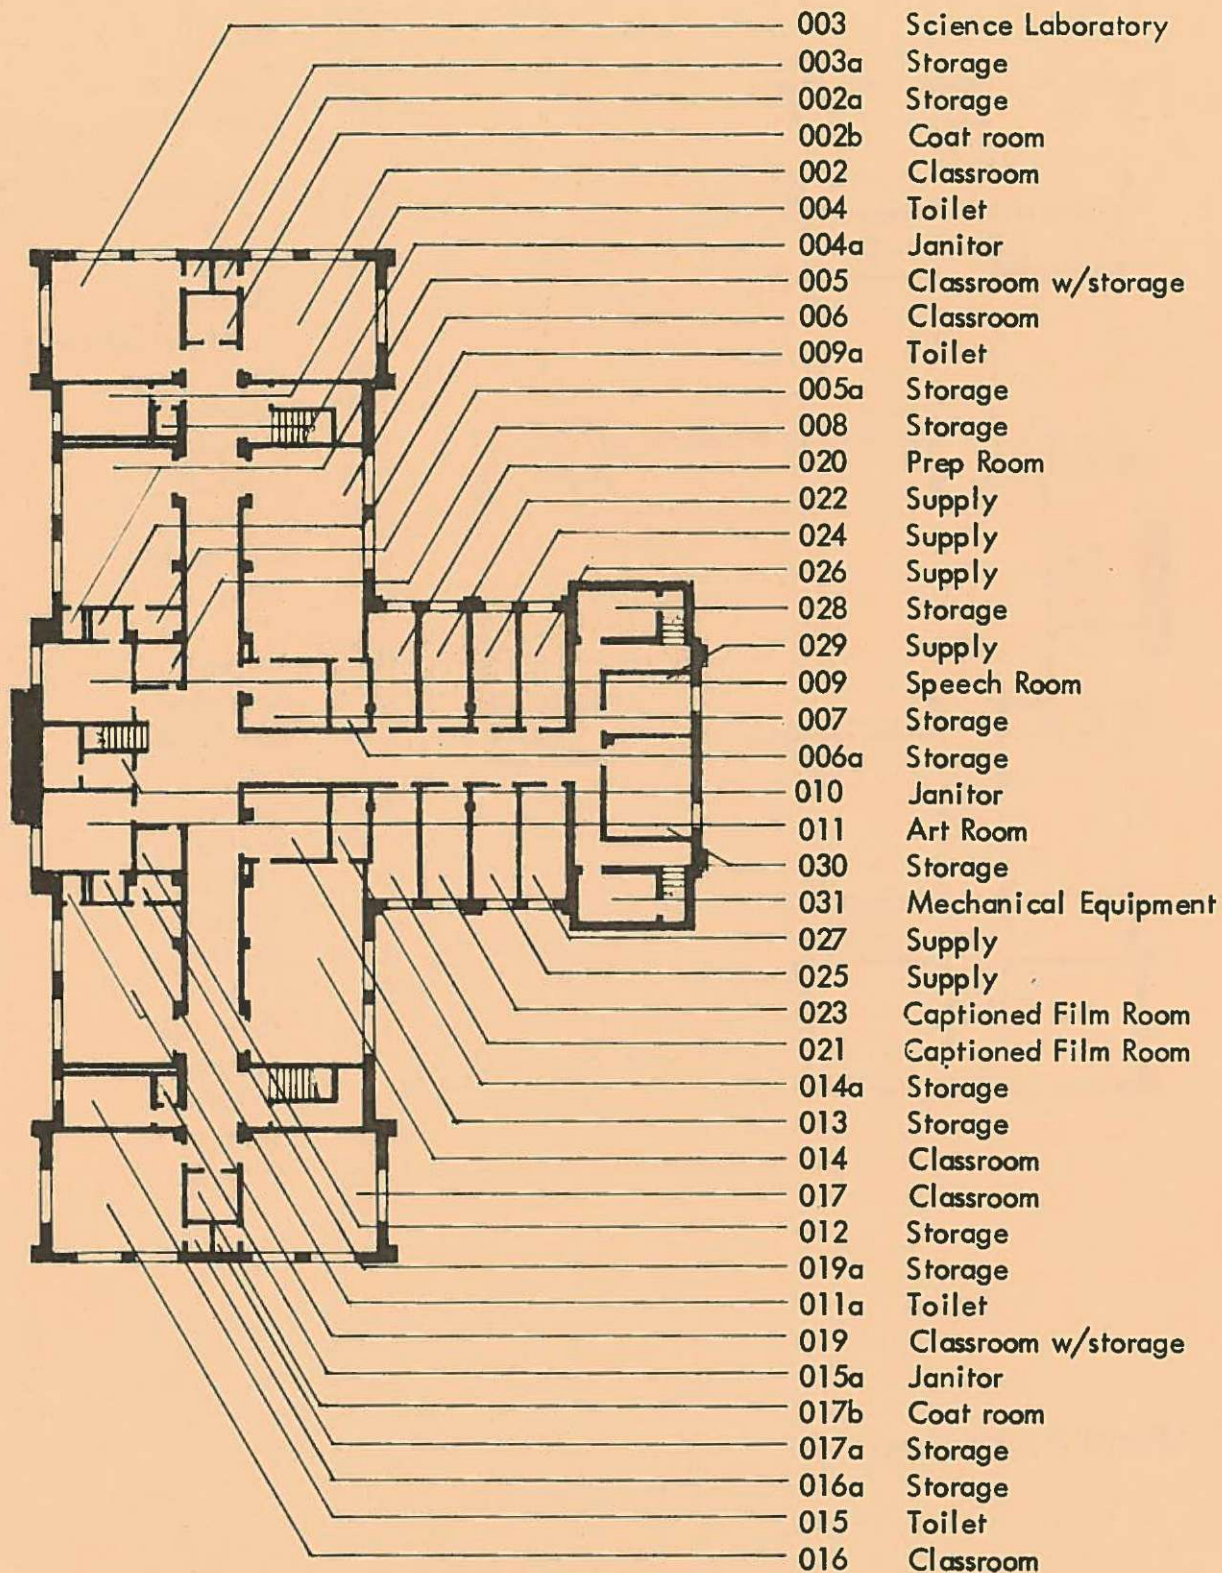 003 Science Laboratory
003a Storage
002a Storage
002b Coat room
002 Classroom
004 Toilet
004a Janitor
005 Classroom w/storage
006 Classroom
009a Toilet
005a Storage
008 Storage
020 Prep Room
022 Supply
024 Supply
026 Supply
028 Storage
029 Supply
009 Speech Room
007 Storage
006a Storage
010 Janitor
011 Art Room
030 Storage
031 Mechanical Equipment
027 Supply
025 Supply
023 Captioned Film Room
021 Captioned Film Room
014a Storage
013 Storage
014 Classroom
017 Classroom
012 Storage
019a Storage
011a Toilet
019 Classroom w/storage
015a Janitor
017b Coat room
017a Storage
016a Storage
015 Toilet
016 Classroom